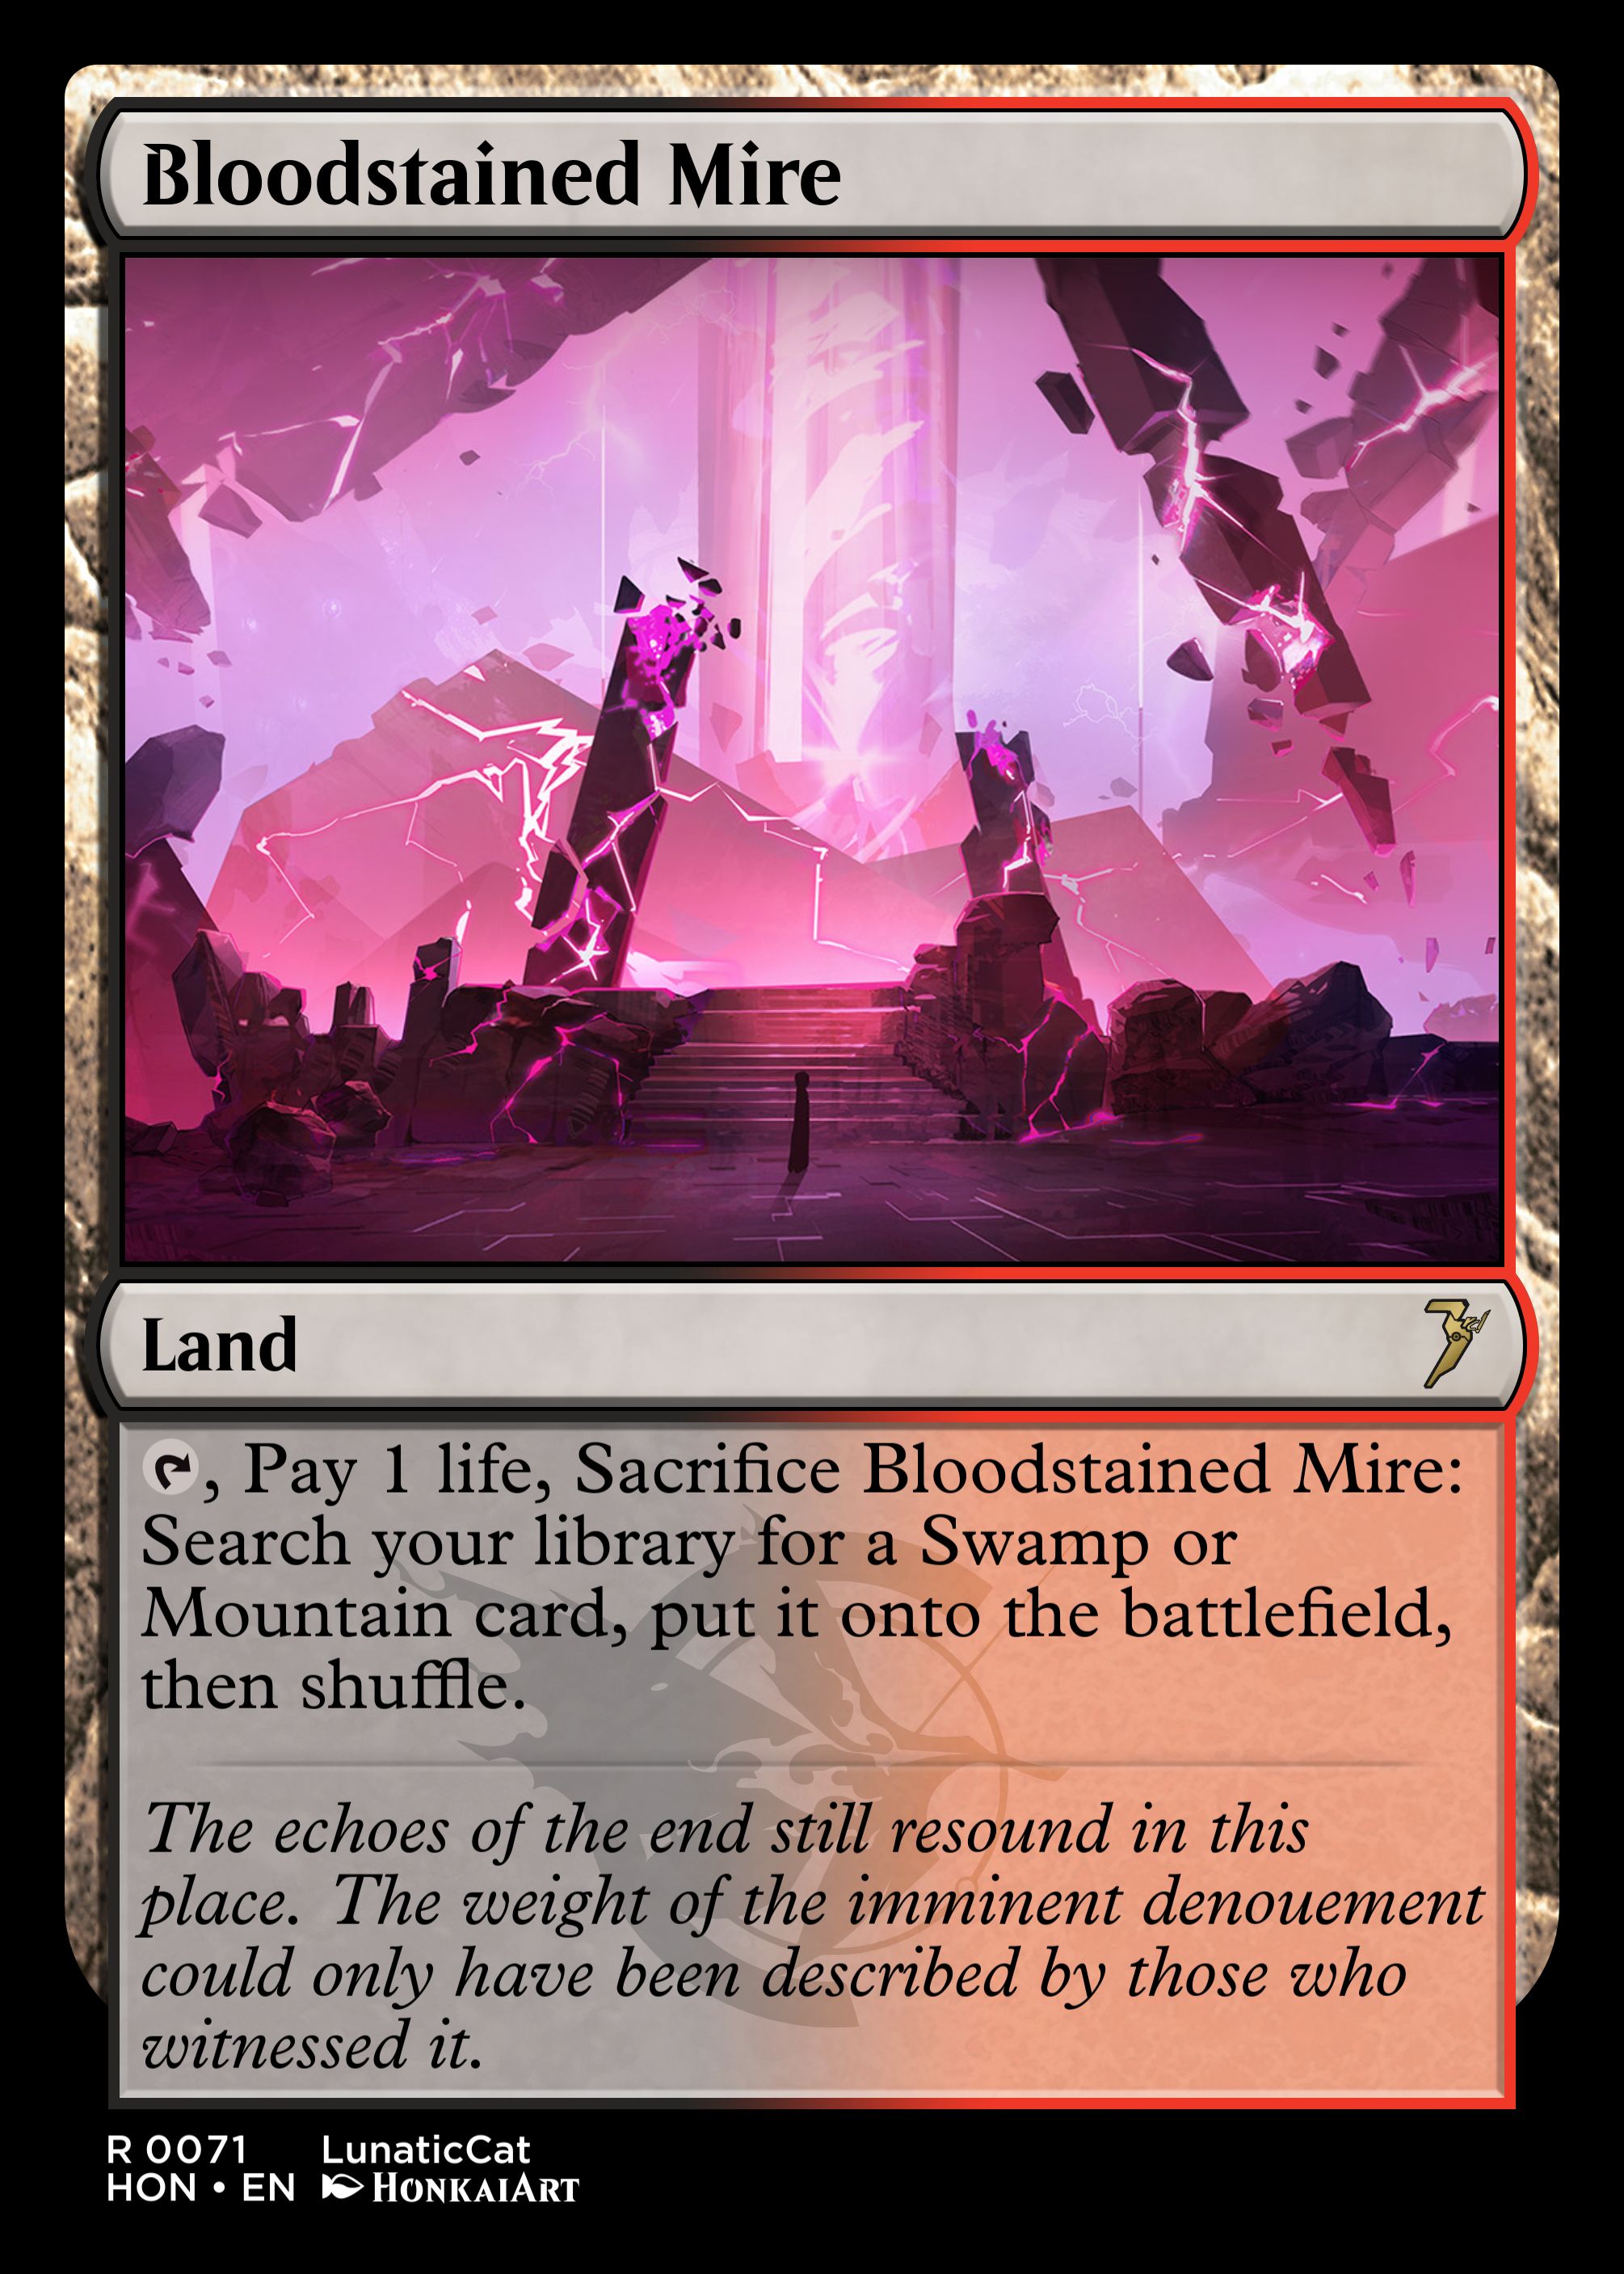 Bloodstained Mire
Land
, Pay 1 life, Sacrifice Bloodstained Mire:
Search your library for a Swamp or
Mountain card, put it onto the battlefield,
then shuffle.
The echoes of the end still resound in this
place. The weight of the imminent denouement
could only have been described by those who
witnessed it.
R 0071 LunaticCat
HON • EN HonkaiArt